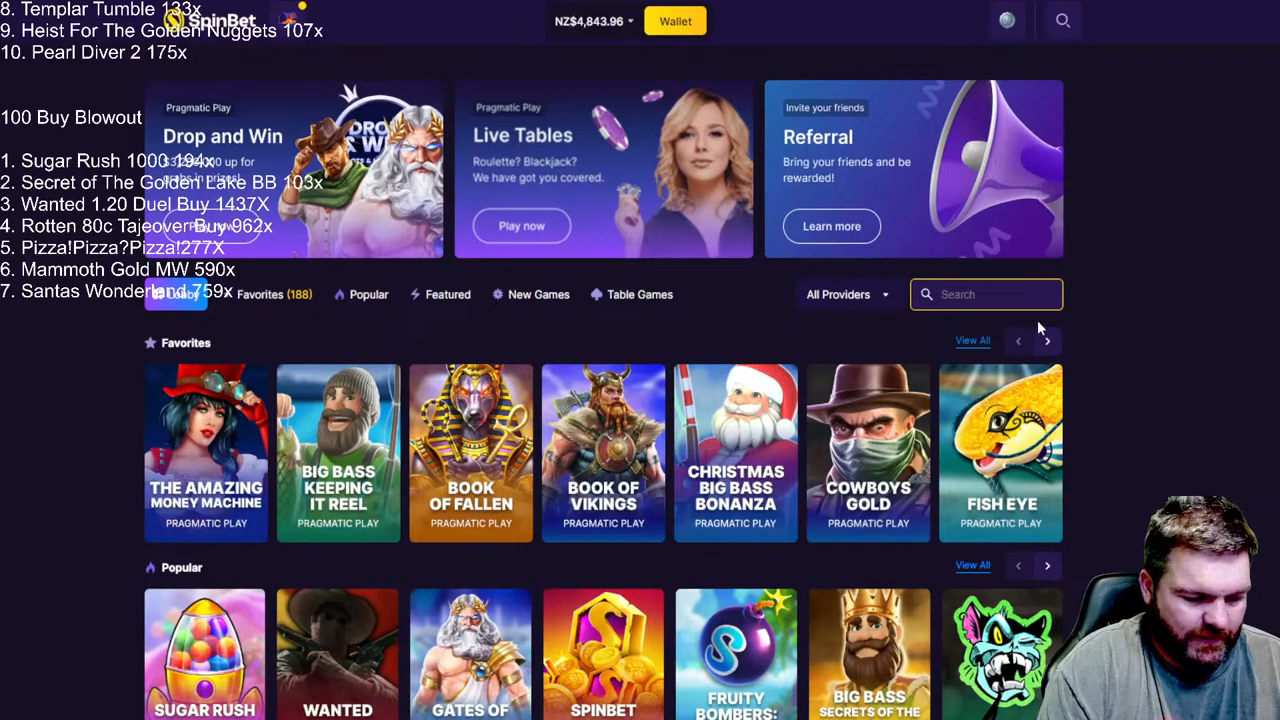 8. Templar Tumble 133x
SpinBet
NZ$4,843.96
Wallet
9. Heist For The Golden Nuggets 107x
10. Pearl Diver 2 175x
100 Buy Blowout
1. Sugar Rush 1000 194x
2. Secret of The Golden Lake BB 103x
3. Wanted 1.20 Duel Buy 1437X
4. Rotten 80c Tajeover Buy 962x
5. Pizza!Pizza?Pizza!277X
6. Mammoth Gold MW 590x
7. Santas Wonderland 759x
Pragmatic Play
Drop and Win
up for
in prizes!
Pragmatic Play
Live Tables
Roulette? Blackjack?
We have got you covered.
Play now
Invite your friends
Referral
Bring your friends and be
rewarded!
Learn more
Favorites (188)
Popular
Featured
New Games
Table Games
All Providers
Search
Favorites
View All
THE AMAZING
MONEY MACHINE
PRAGMATIC PLAY
BIG BASS
KEEPING
IT REEL
PRAGMATIC PLAY
BOOK
OF FALLEN
PRAGMATIC PLAY
BOOK OF
VIKINGS
PRAGMATIC PLAY
CHRISTMAS
BIG BASS
BONANZA
PRAGMATIC PLAY
COWBOYS
GOLD
PRAGMATIC PLAY
FISH EYE
PRAGMATIC PLAY
Popular
View All
SUGAR RUSH
WANTED
GATES OF
SPINBET
FRUITY
BOMBERS:
BIG BASS
SECRETS OF THE